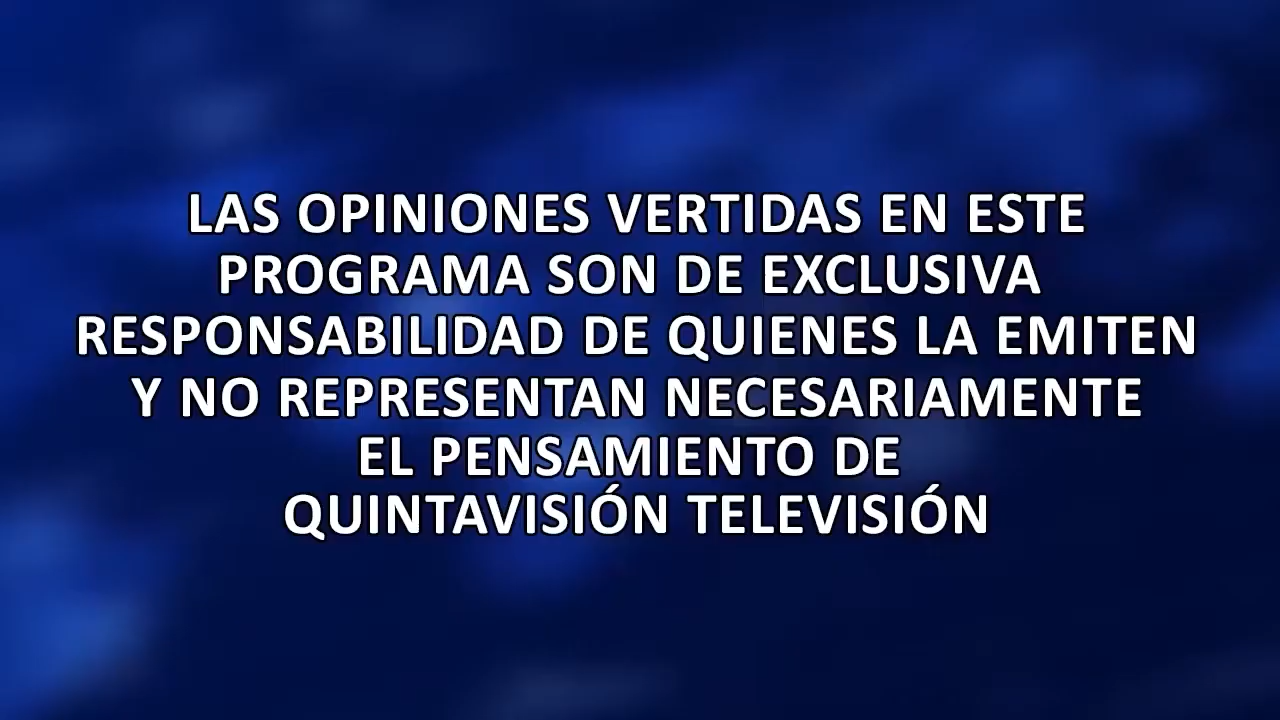 LAS OPINIONES VERTIDAS EN ESTE
PROGRAMA SON DE EXCLUSIVA
RESPONSABILIDAD DE QUIENES LA EMITEN
Y NO REPRESENTAN NECESARIAMENTE
EL PENSAMIENTO DE
QUINTAVISIÓN TELEVISIÓN